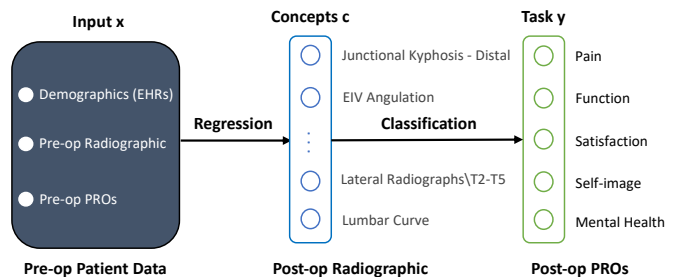 Input x
Concepts c
Task y
Demographics (EHRs)
Pre-op Radiographic
Pre-op PROs
Regression
Junctional Kyphosis - Distal
EIV Angulation
Classification
Lateral Radiographs\T2-T5
Lumbar Curve
Pain
Function
Satisfaction
Self-image
Mental Health
Pre-op Patient Data
Post-op Radiographic
Post-op PROs